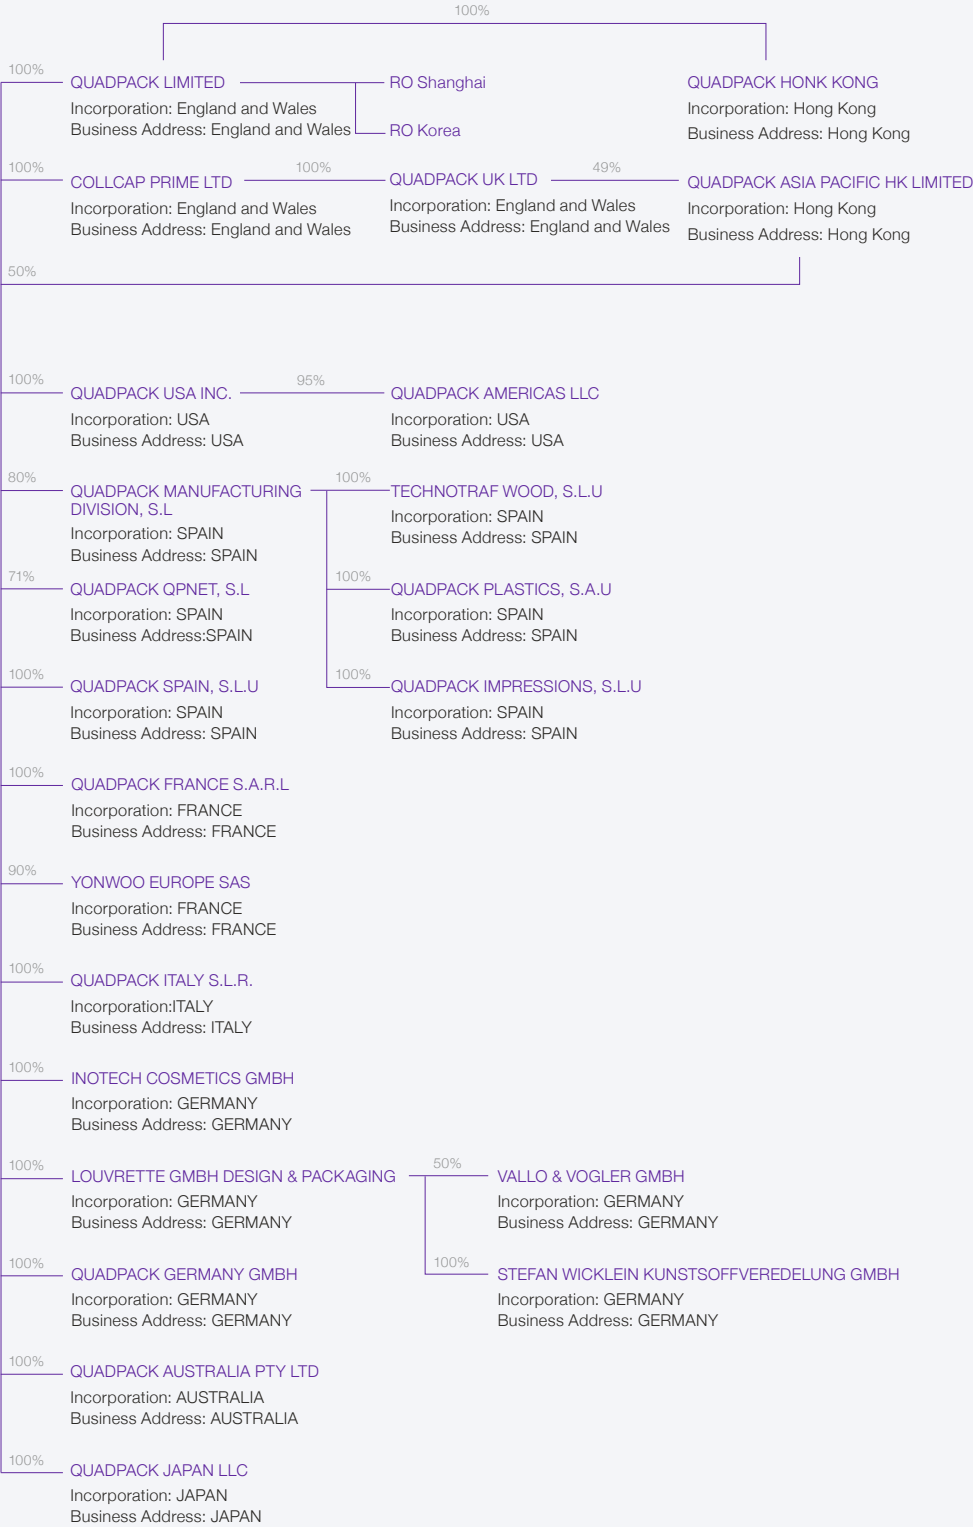 100%
100%
QUADPACK LIMITED
Incorporation: England and Wales
Business Address: England and Wales
RO Shanghai
RO Korea
QUADPACK HONK KONG
Incorporation: Hong Kong
Business Address: Hong Kong
100%
COLLCAP PRIME LTD
Incorporation: England and Wales
Business Address: England and Wales
100%
QUADPACK UK LTD
Incorporation: England and Wales
Business Address: England and Wales
49%
QUADPACK ASIA PACIFIC HK LIMITED
Incorporation: Hong Kong
Business Address: Hong Kong
50%
100%
QUADPACK USA INC.
Incorporation: USA
Business Address: USA
95%
QUADPACK AMERICAS LLC
Incorporation: USA
Business Address: USA
80%
QUADPACK MANUFACTURING
DIVISION, S.L
Incorporation: SPAIN
Business Address: SPAIN
100%
TECHNOTRAF WOOD, S.L.U
Incorporation: SPAIN
Business Address: SPAIN
71%
QUADPACK QPNET, S.L
Incorporation: SPAIN
Business Address:SPAIN
100%
QUADPACK PLASTICS, S.A.U
Incorporation: SPAIN
Business Address: SPAIN
100%
QUADPACK SPAIN, S.L.U
Incorporation: SPAIN
Business Address: SPAIN
100%
QUADPACK IMPRESSIONS, S.L.U
Incorporation: SPAIN
Business Address: SPAIN
100%
QUADPACK FRANCE S.A.R.L
Incorporation: FRANCE
Business Address: FRANCE
90%
YONWOO EUROPE SAS
Incorporation: FRANCE
Business Address: FRANCE
100%
QUADPACK ITALY S.L.R.
Incorporation:ITALY
Business Address: ITALY
100%
INOTECH COSMETICS GMBH
Incorporation: GERMANY
Business Address: GERMANY
100%
LOUVRETTE GMBH DESIGN & PACKAGING
Incorporation: GERMANY
Business Address: GERMANY
50%
VALLO & VOGLER GMBH
Incorporation: GERMANY
Business Address: GERMANY
100%
QUADPACK GERMANY GMBH
Incorporation: GERMANY
Business Address: GERMANY
100%
STEFAN WICKLEIN KUNSTSOFFVEREDELUNG GMBH
Incorporation: GERMANY
Business Address: GERMANY
100%
QUADPACK AUSTRALIA PTY LTD
Incorporation: AUSTRALIA
Business Address: AUSTRALIA
100%
QUADPACK JAPAN LLC
Incorporation: JAPAN
Business Address: JAPAN